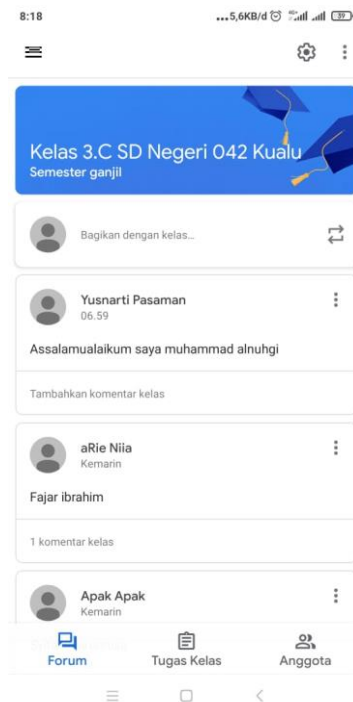 8:18
...5,6KB/d
39
Kelas 3.C SD Negeri 042 Kualu
Semester ganjil
Bagikan dengan kelas...
Yusnarti Pasaman
06.59
Assalamualaikum saya muhammad alnuhgi
Tambahkan komentar kelas
aRie Niia
Kemarin
Fajar ibrahim
1 komentar kelas
Apak Apak
Kemarin
Forum
Tugas Kelas
Anggota